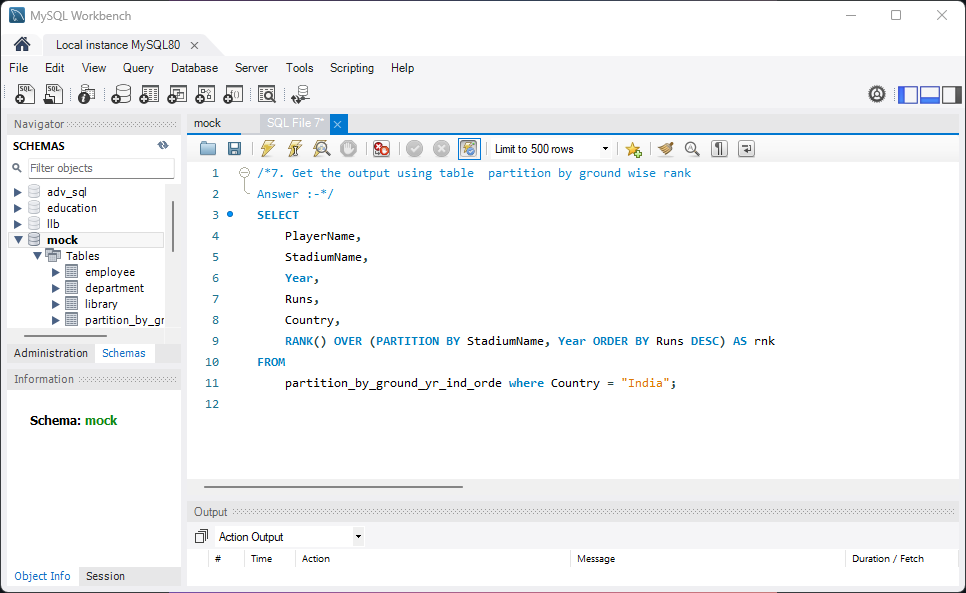 MySQL Workbench
Local instance MySQL80
File Edit View Query Database Server Tools Scripting Help
Navigator
SCHEMAS
Filter objects
adv_sql
education
llb
mock
Tables
employee
department
library
partition_by_gr
Administration Schemas
Information
Schema: mock
Object Info Session
mock SQL File 7*
Limit to 500 rows
1 /*7. Get the output using table  partition by ground wise rank
2 Answer :-*/
3 SELECT
4 PlayerName,
5 StadiumName,
6 Year,
7 Runs,
8 Country,
9 RANK() OVER (PARTITION BY StadiumName, Year ORDER BY Runs DESC) AS rnk
10 FROM
11 partition_by_ground_yr_ind_orde where Country = "India";
12
Output
Action Output
# Time Action Message Duration / Fetch